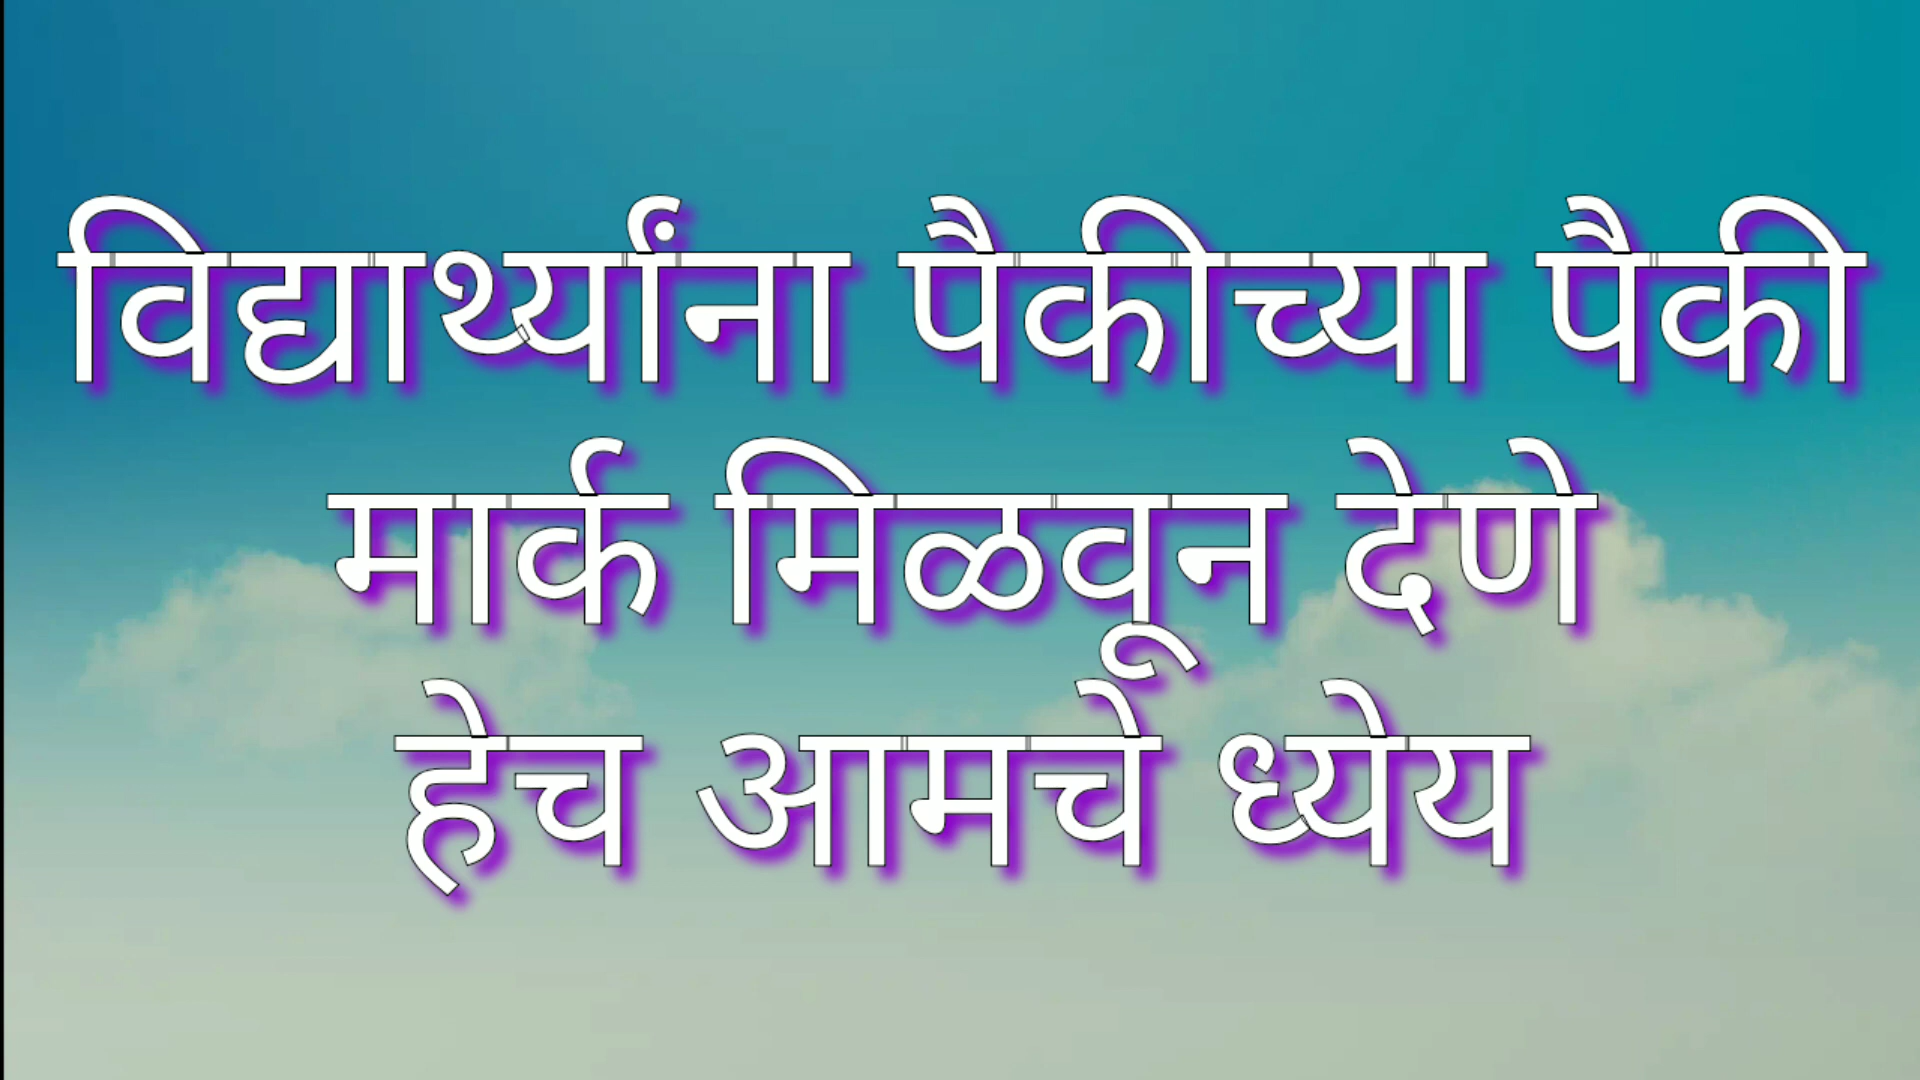 विद्यार्थ्यांना पैकीच्या पैकी
मार्क मिळवून देणे
हेच आमचे ध्येय